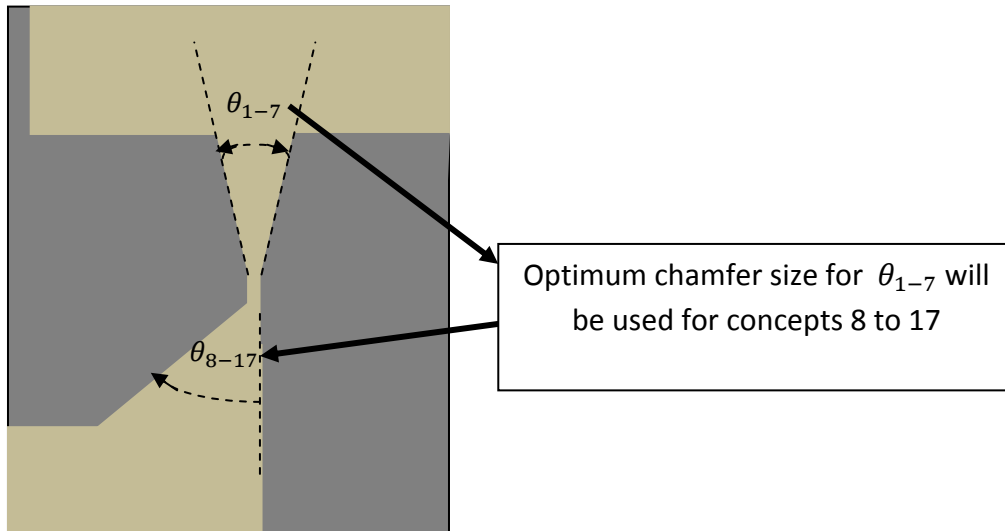 θ₁₋₇
Optimum chamfer size for θ₁₋₇ will
be used for concepts 8 to 17
θ₈₋₁₇